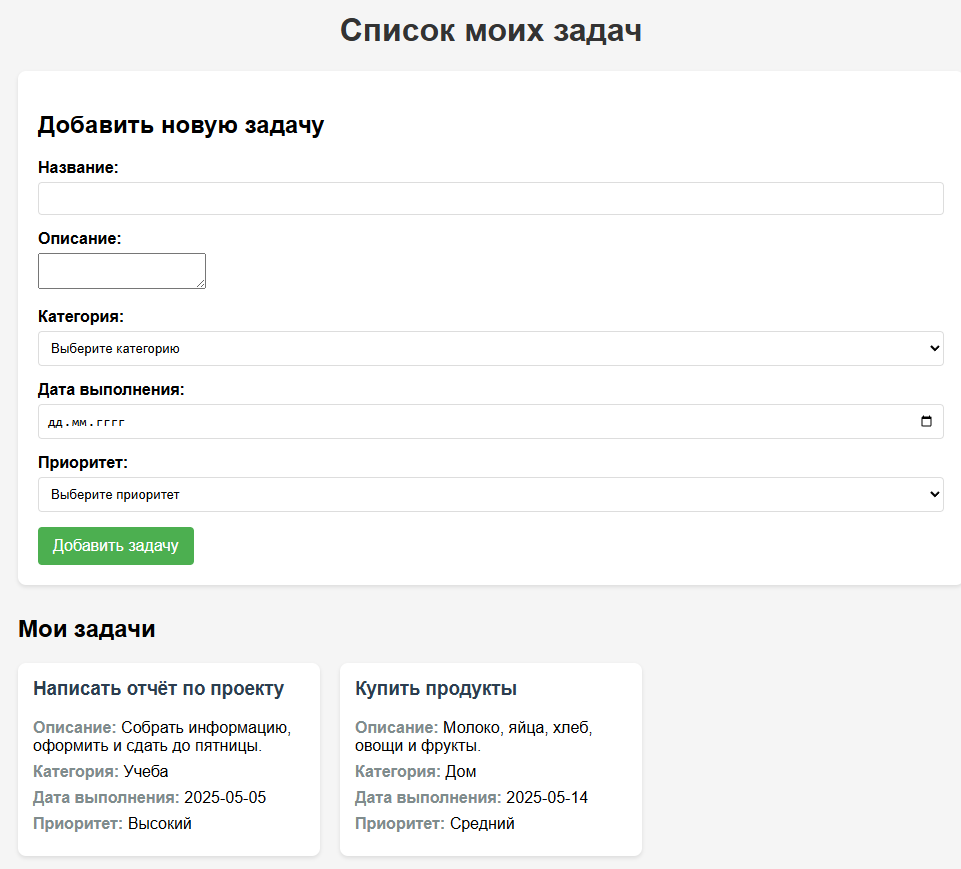 Список моих задач
Добавить новую задачу
Название:
Описание:
Категория:
Выберите категорию
Дата выполнения:
дд.мм.гггг
Приоритет:
Выберите приоритет
Добавить задачу
Мои задачи
Написать отчёт по проекту
Описание: Собрать информацию,
оформить и сдать до пятницы.
Категория: Учеба
Дата выполнения: 2025-05-05
Приоритет: Высокий
Купить продукты
Описание: Молоко, яйца, хлеб,
овощи и фрукты.
Категория: Дом
Дата выполнения: 2025-05-14
Приоритет: Средний